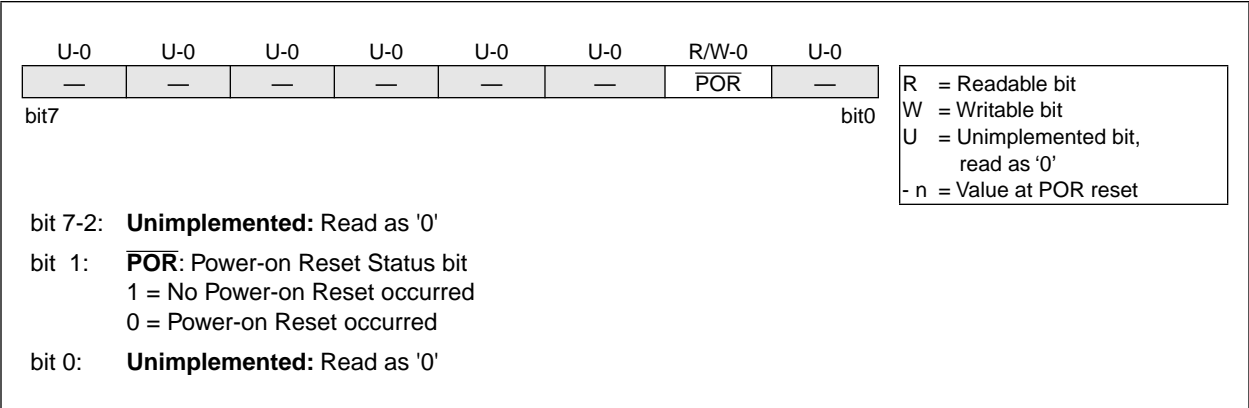 U-0 U-0 U-0 U-0 U-0 U-0 R/W-0 U-0
— — — — — — P̅O̅R̅ —
bit7 bit0
R = Readable bit
W = Writable bit
U = Unimplemented bit,
read as ‘0’
- n = Value at POR reset
bit 7-2: Unimplemented: Read as '0'
bit 1: P̅O̅R̅: Power-on Reset Status bit
1 = No Power-on Reset occurred
0 = Power-on Reset occurred
bit 0: Unimplemented: Read as '0'